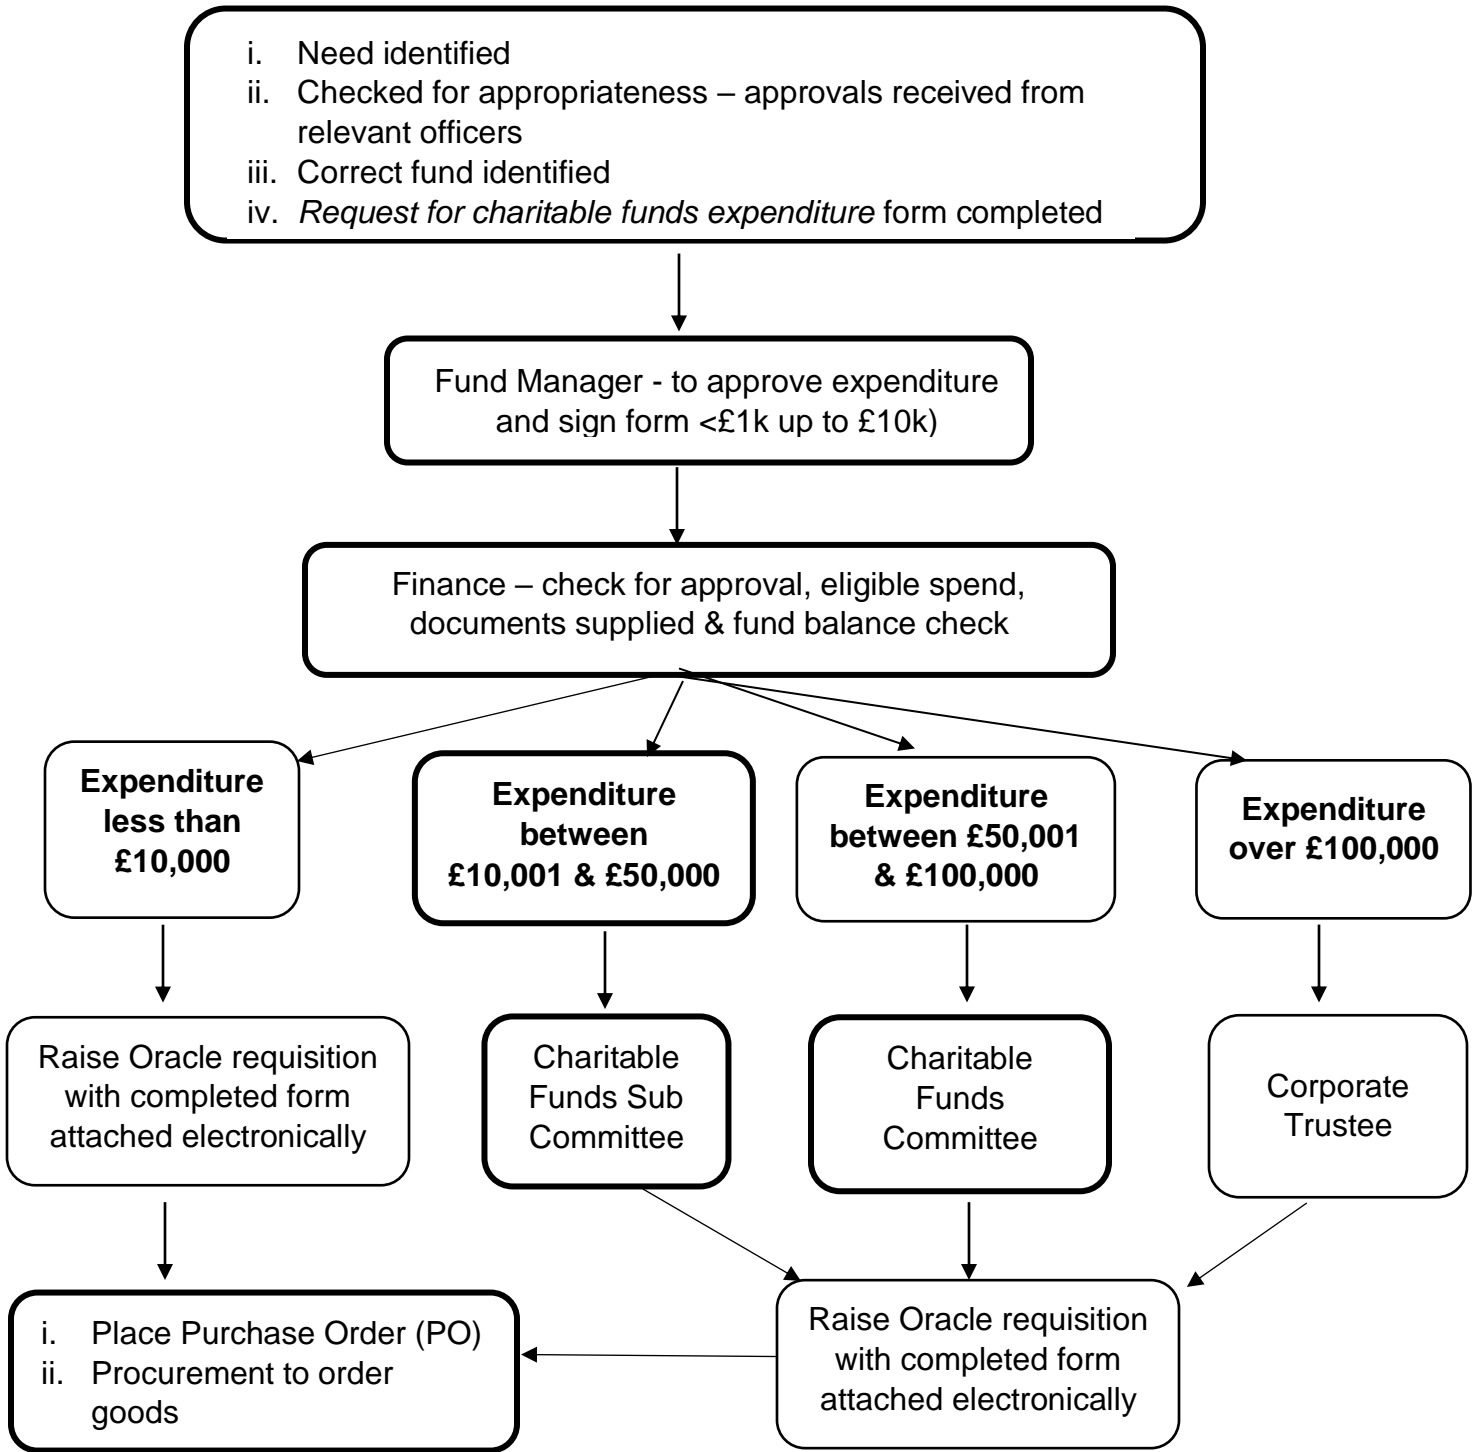 i. Need identified
ii. Checked for appropriateness – approvals received from
relevant officers
iii. Correct fund identified
iv. Request for charitable funds expenditure form completed
Fund Manager - to approve expenditure
and sign form <£1k up to £10k)
Finance – check for approval, eligible spend,
documents supplied & fund balance check
Expenditure
less than
£10,000
Expenditure
between
£10,001 & £50,000
Expenditure
between £50,001
& £100,000
Expenditure
over £100,000
Raise Oracle requisition
with completed form
attached electronically
Charitable
Funds Sub
Committee
Charitable
Funds
Committee
Corporate
Trustee
i. Place Purchase Order (PO)
ii. Procurement to order
goods
Raise Oracle requisition
with completed form
attached electronically